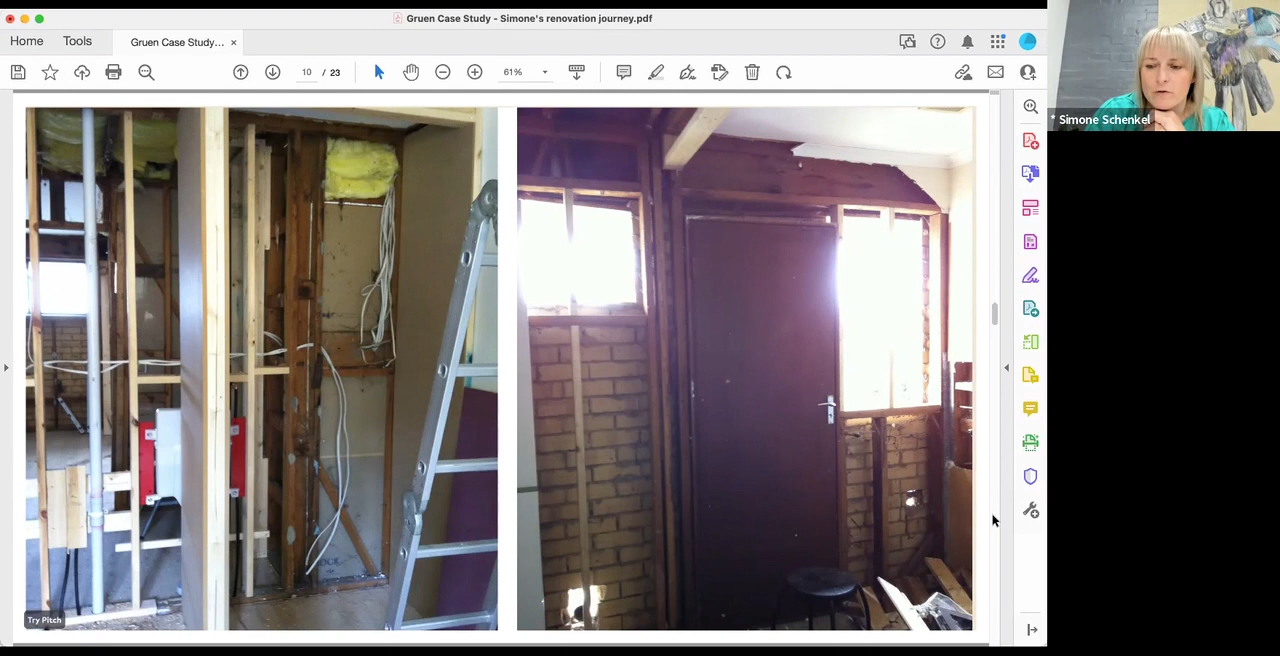 Gruen Case Study - Simone's renovation journey.pdf
Home Tools Gruen Case Study... ×
10 / 23 61%
* Simone Schenkel
Try Pitch